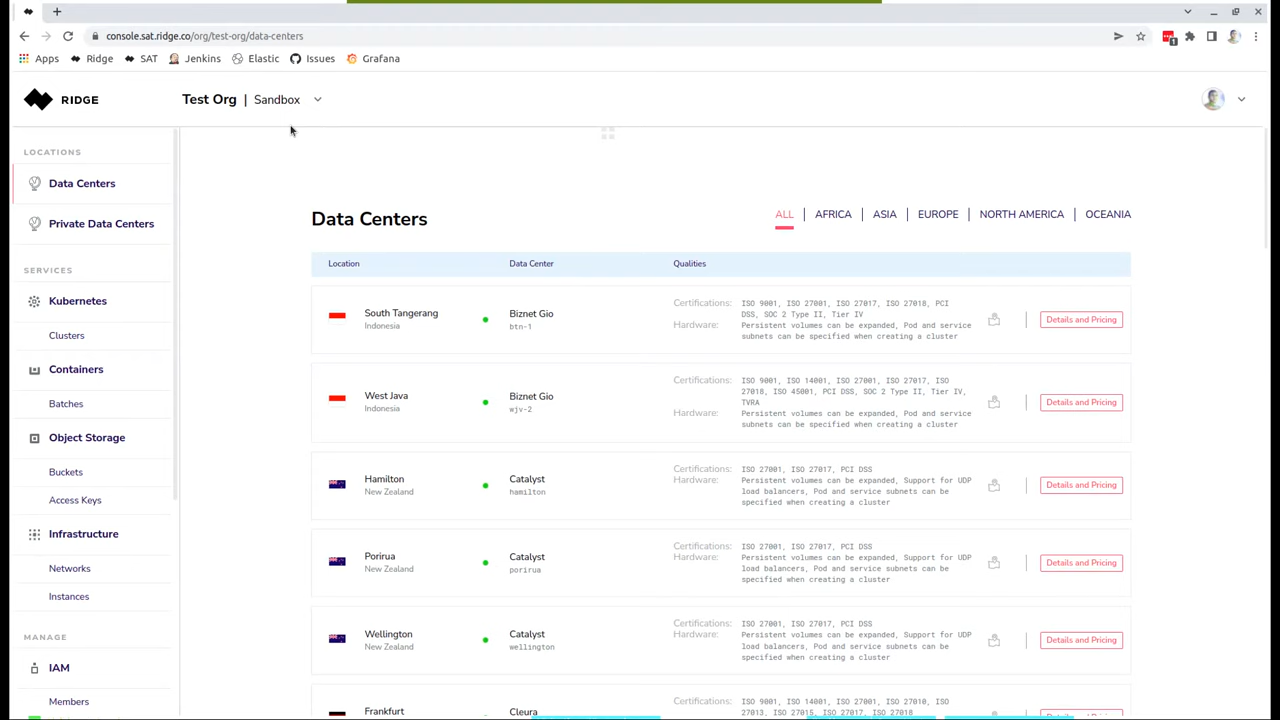 console.sat.ridge.co/org/test-org/data-centers
1
Apps Ridge SAT Jenkins Elastic Issues Grafana
RIDGE
Test Org | Sandbox
LOCATIONS
Data Centers
Private Data Centers
SERVICES
Kubernetes
Clusters
Containers
Batches
Object Storage
Buckets
Access Keys
Infrastructure
Networks
Instances
MANAGE
IAM
Members
Data Centers
ALL | AFRICA | ASIA | EUROPE | NORTH AMERICA | OCEANIA
Location Data Center Qualities
South Tangerang
Indonesia
Biznet Gio
btn-1
Certifications: ISO 9001, ISO 27001, ISO 27017, ISO 27018, PCI
DSS, SOC 2 Type II, Tier IV
Hardware: Persistent volumes can be expanded, Pod and service
subnets can be specified when creating a cluster
Details and Pricing
West Java
Indonesia
Biznet Gio
wjv-2
Certifications: ISO 9001, ISO 14001, ISO 27001, ISO 27017, ISO
27018, ISO 45001, PCI DSS, SOC 2 Type II, Tier IV,
TVRA
Hardware: Persistent volumes can be expanded, Pod and service
subnets can be specified when creating a cluster
Details and Pricing
Hamilton
New Zealand
Catalyst
hamilton
Certifications: ISO 27001, ISO 27017, PCI DSS
Hardware: Persistent volumes can be expanded, Support for UDP
load balancers, Pod and service subnets can be
specified when creating a cluster
Details and Pricing
Porirua
New Zealand
Catalyst
porirua
Certifications: ISO 27001, ISO 27017, PCI DSS
Hardware: Persistent volumes can be expanded, Support for UDP
load balancers, Pod and service subnets can be
specified when creating a cluster
Details and Pricing
Wellington
New Zealand
Catalyst
wellington
Certifications: ISO 27001, ISO 27017, PCI DSS
Hardware: Persistent volumes can be expanded, Support for UDP
load balancers, Pod and service subnets can be
specified when creating a cluster
Details and Pricing
Frankfurt
Cleura
Certifications: ISO 9001, ISO 14001, ISO 27001, ISO 27010, ISO
27013, ISO 27015, ISO 27017, ISO 27018
Details and Pricing